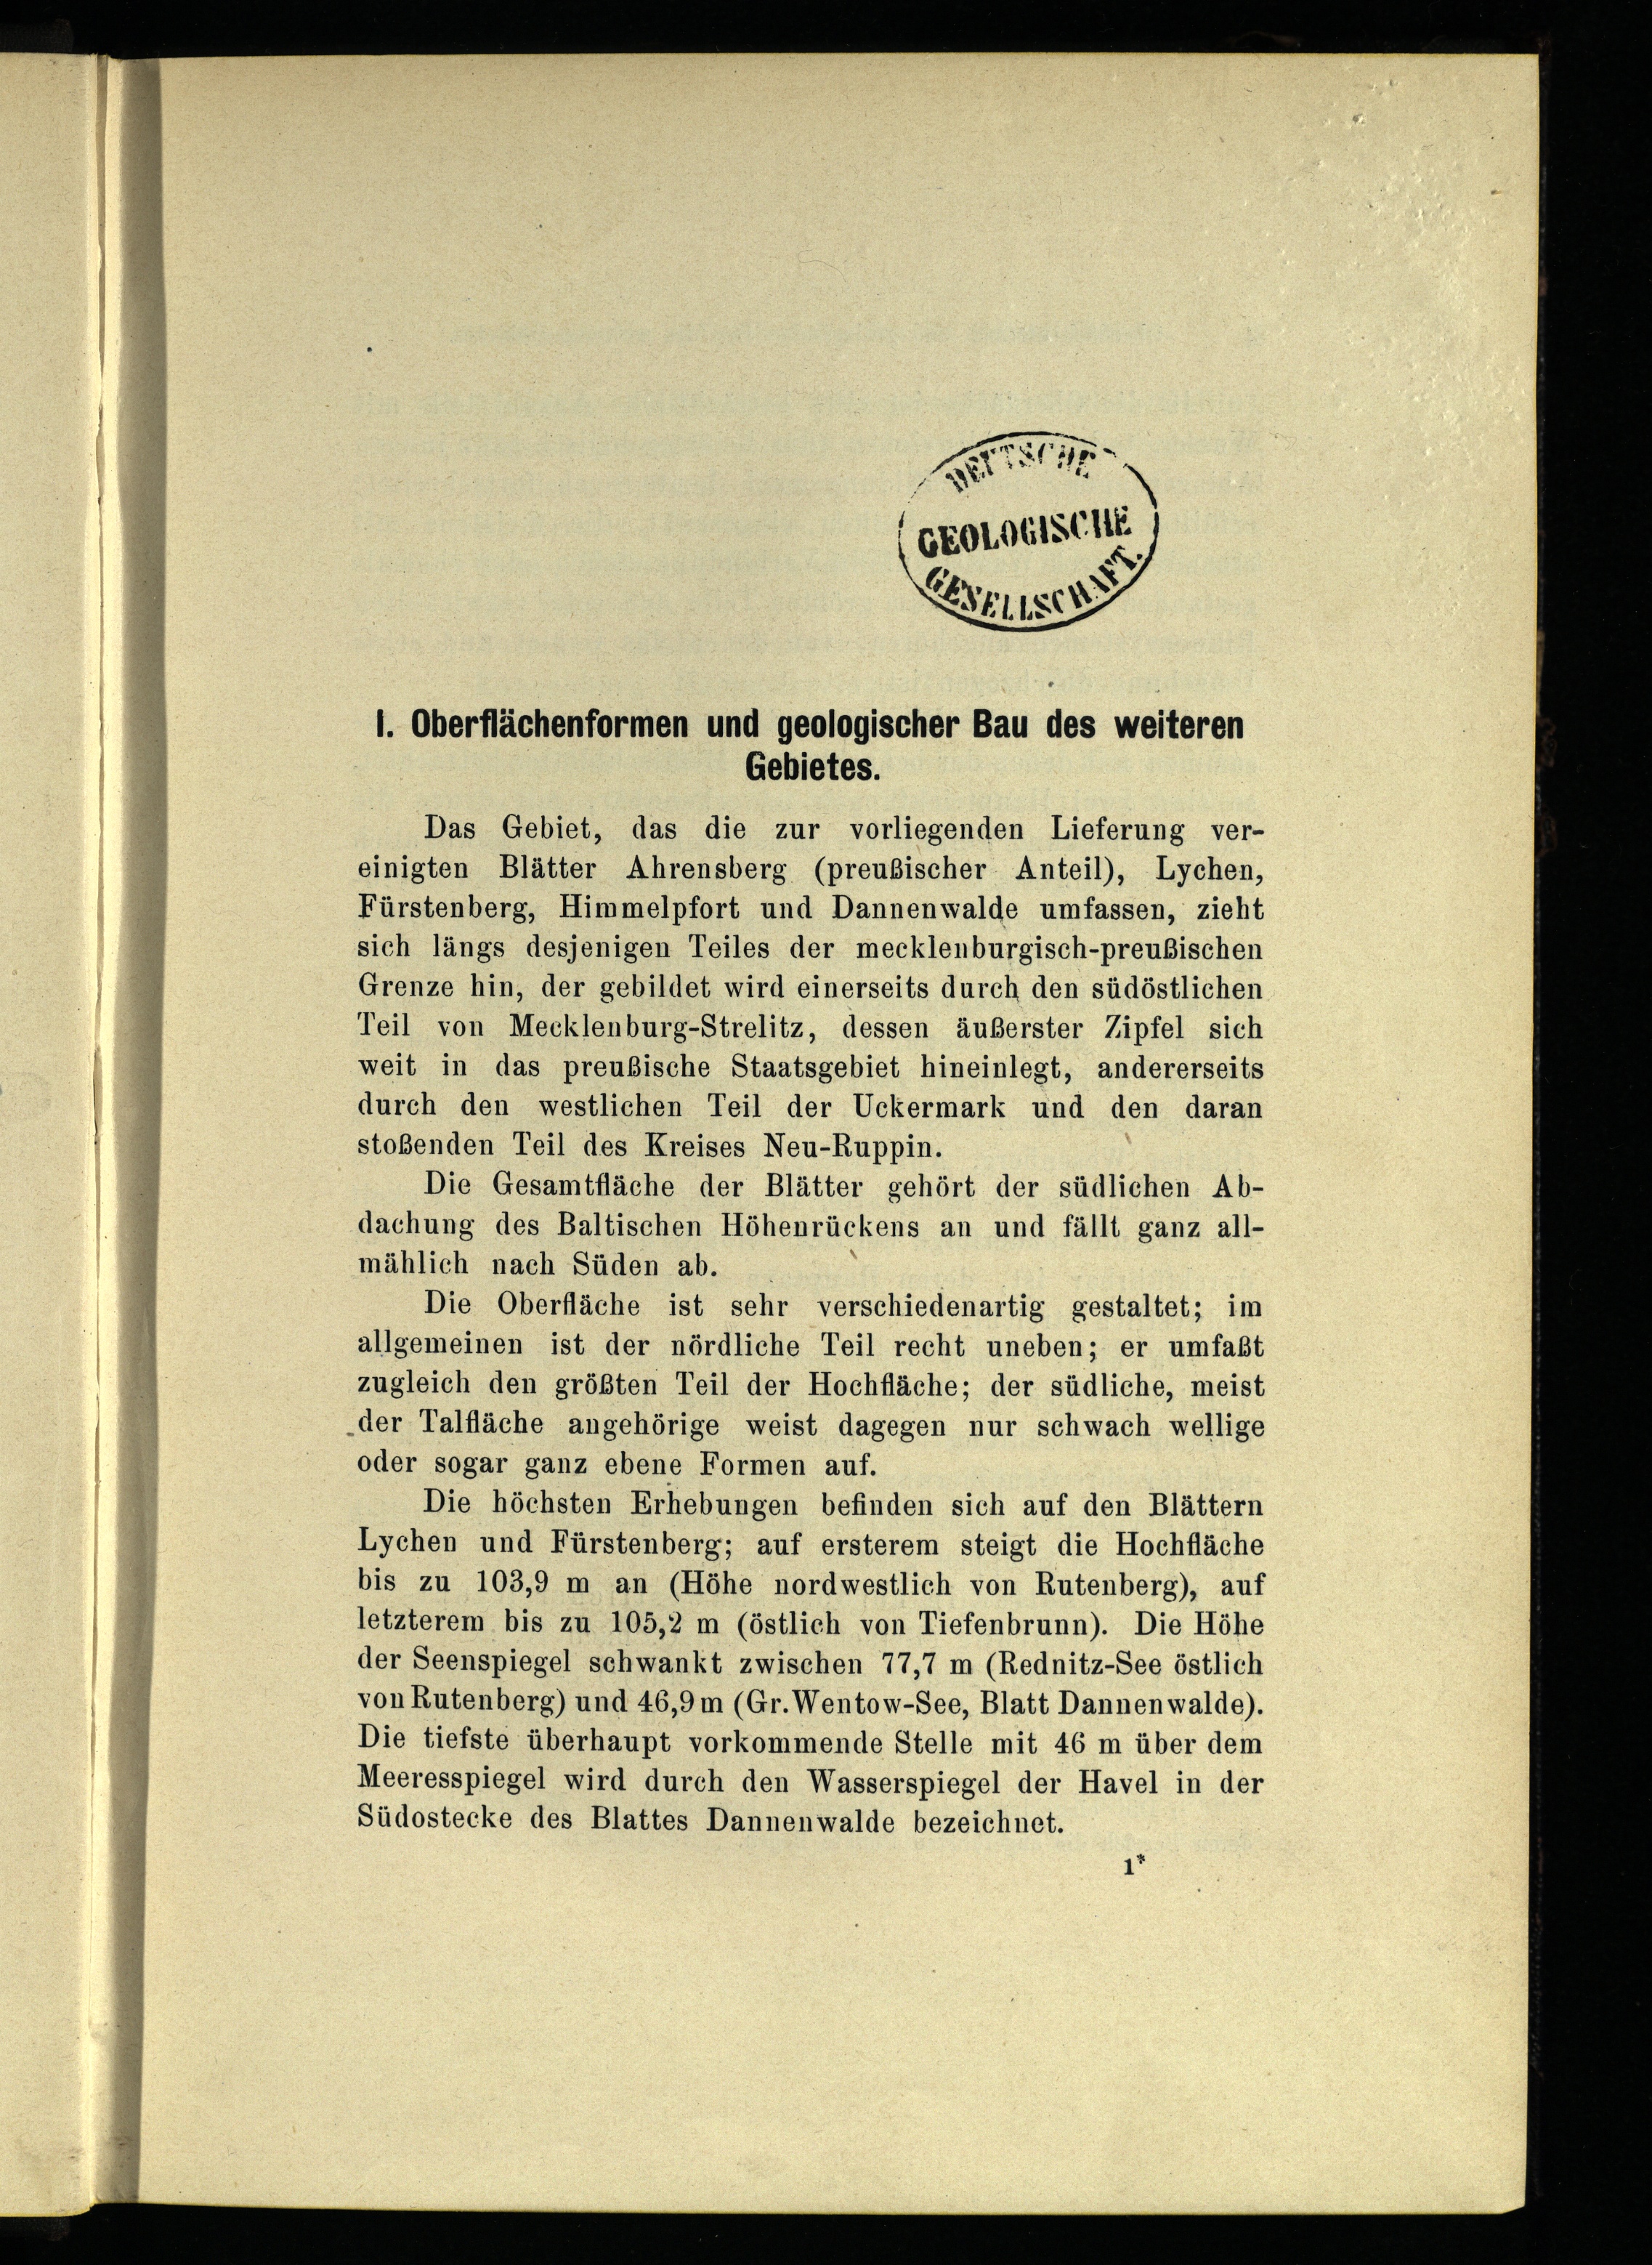 DEUTSCHE
GEOLOGISCHE
GESELLSCHAFT.
I. Oberflächenformen und geologischer Bau des weiteren
Gebietes.
Das Gebiet, das die zur vorliegenden Lieferung ver-
einigten Blätter Ahrensberg (preußischer Anteil), Lychen,
Fürstenberg, Himmelpfort und Dannenwalde umfassen, zieht
sich längs desjenigen Teiles der mecklenburgisch-preußischen
Grenze hin, der gebildet wird einerseits durch den südöstlichen
Teil von Mecklenburg-Strelitz, dessen äußerster Zipfel sich
weit in das preußische Staatsgebiet hineinlegt, andererseits
durch den westlichen Teil der Uckermark und den daran
stoßenden Teil des Kreises Neu-Ruppin.
Die Gesamtfläche der Blätter gehört der südlichen Ab-
dachung des Baltischen Höhenrückens an und fällt ganz all-
mählich nach Süden ab.
Die Oberfläche ist sehr verschiedenartig gestaltet; im
allgemeinen ist der nördliche Teil recht uneben; er umfaßt
zugleich den größten Teil der Hochfläche; der südliche, meist
der Talfläche angehörige weist dagegen nur schwach wellige
oder sogar ganz ebene Formen auf.
Die höchsten Erhebungen befinden sich auf den Blättern
Lychen und Fürstenberg; auf ersterem steigt die Hochfläche
bis zu 103,9 m an (Höhe nordwestlich von Rutenberg), auf
letzterem bis zu 105,2 m (östlich von Tiefenbrunn). Die Höhe
der Seenspiegel schwankt zwischen 77,7 m (Rednitz-See östlich
von Rutenberg) und 46,9 m (Gr. Wentow-See, Blatt Dannenwalde).
Die tiefste überhaupt vorkommende Stelle mit 46 m über dem
Meeresspiegel wird durch den Wasserspiegel der Havel in der
Südostecke des Blattes Dannenwalde bezeichnet.
1*